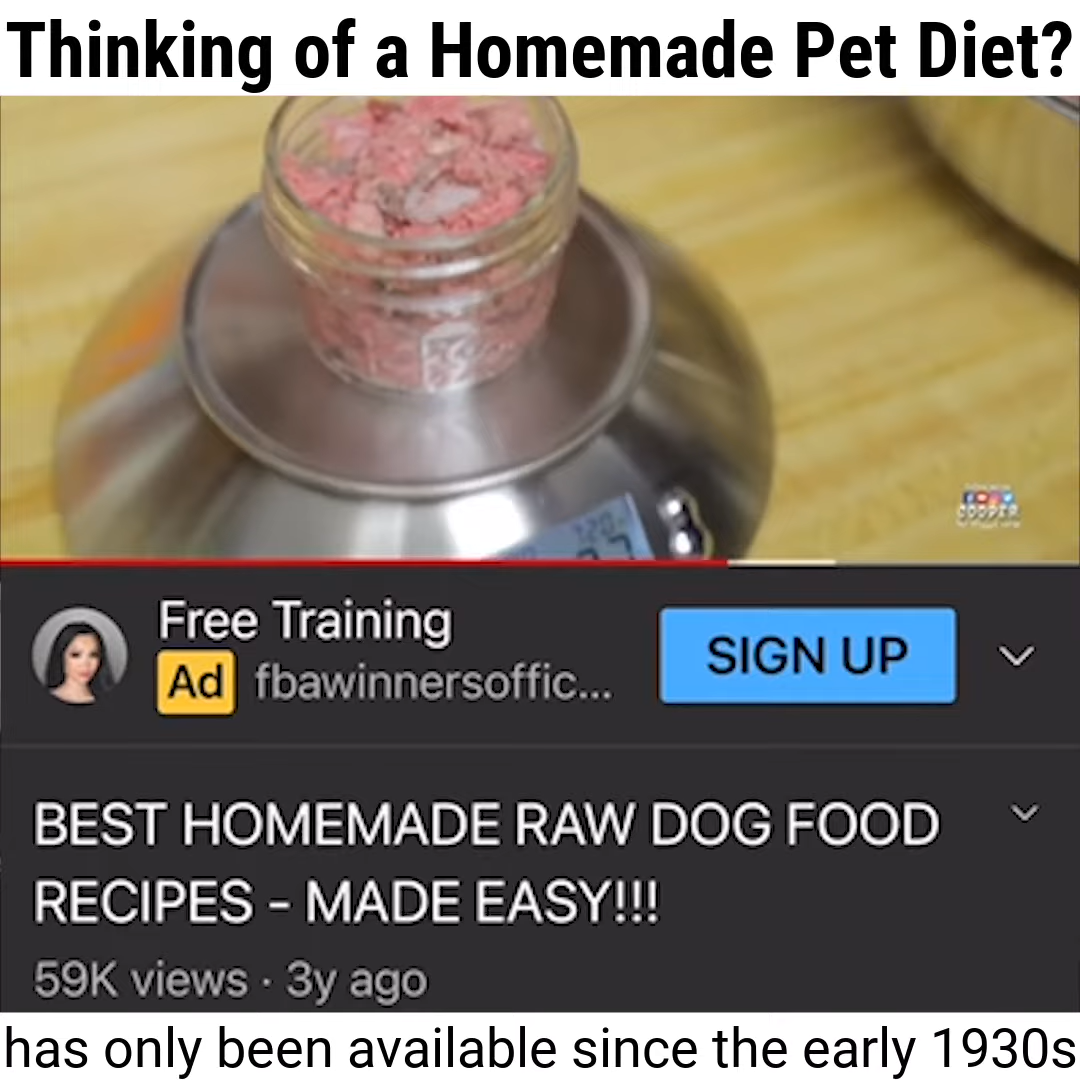 Thinking of a Homemade Pet Diet?
COOPER
Free Training
Ad fbawinnersoffic...
SIGN UP
BEST HOMEMADE RAW DOG FOOD
RECIPES - MADE EASY!!!
59K views · 3y ago
has only been available since the early 1930s